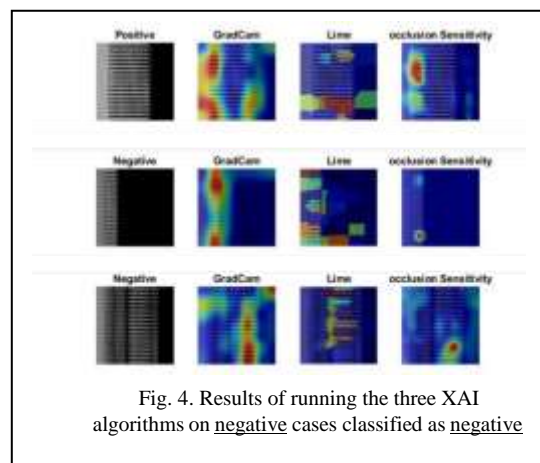 Positive GradCam Lime occlusion Sensitivity
Negative GradCam Lime occlusion Sensitivity
Negative GradCam Lime occlusion Sensitivity
Fig. 4. Results of running the three XAI
algorithms on negative cases classified as negative